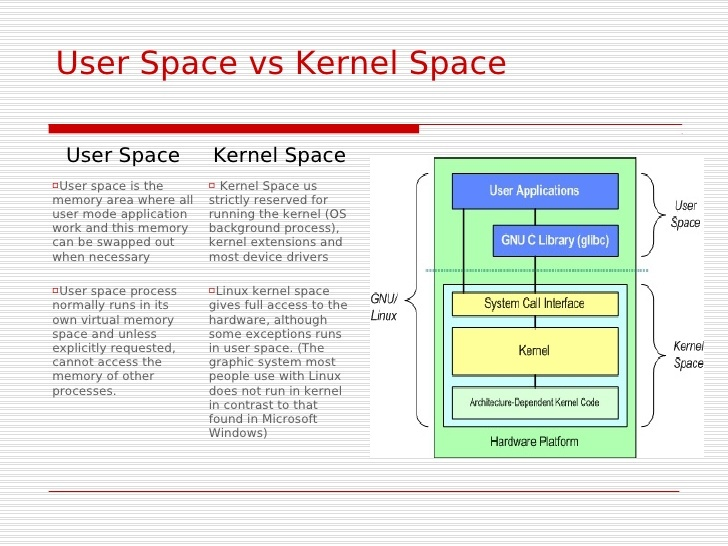 User Space vs Kernel Space
User Space
▫User space is the
memory area where all
user mode application
work and this memory
can be swapped out
when necessary
▫User space process
normally runs in its
own virtual memory
space and unless
explicitly requested,
cannot access the
memory of other
processes.
Kernel Space
▫ Kernel Space us
strictly reserved for
running the kernel (OS
background process),
kernel extensions and
most device drivers
▫Linux kernel space
gives full access to the
hardware, although
some exceptions runs
in user space. (The
graphic system most
people use with Linux
does not run in kernel
in contrast to that
found in Microsoft
Windows)
GNU/
Linux
User Applications
GNU C Library (glibc)
System Call Interface
Kernel
Architecture-Dependent Kernel Code
Hardware Platform
User
Space
Kernel
Space